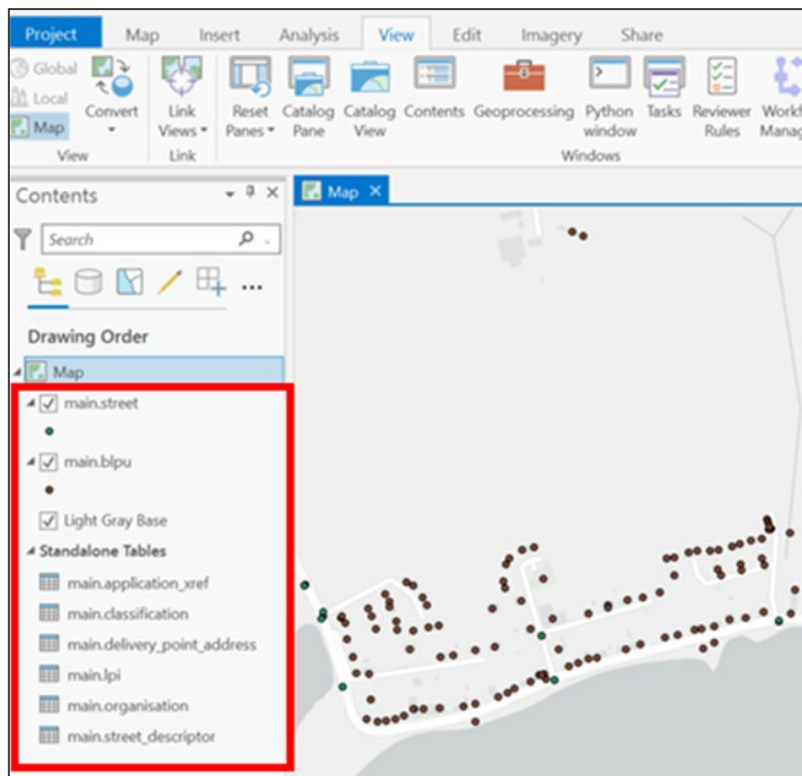 Project Map Insert Analysis View Edit Imagery Share
Global
Local
Map
Convert
Link Views
Reset Panes
Catalog Pane
Catalog View
Contents
Geoprocessing
Python window
Tasks
Reviewer Rules
View
Link
Windows
Contents
Map
Search
Drawing Order
Map
main.street
main.blpu
Light Gray Base
Standalone Tables
main.application_xref
main.classification
main.delivery_point_address
main.lpi
main.organisation
main.street_descriptor